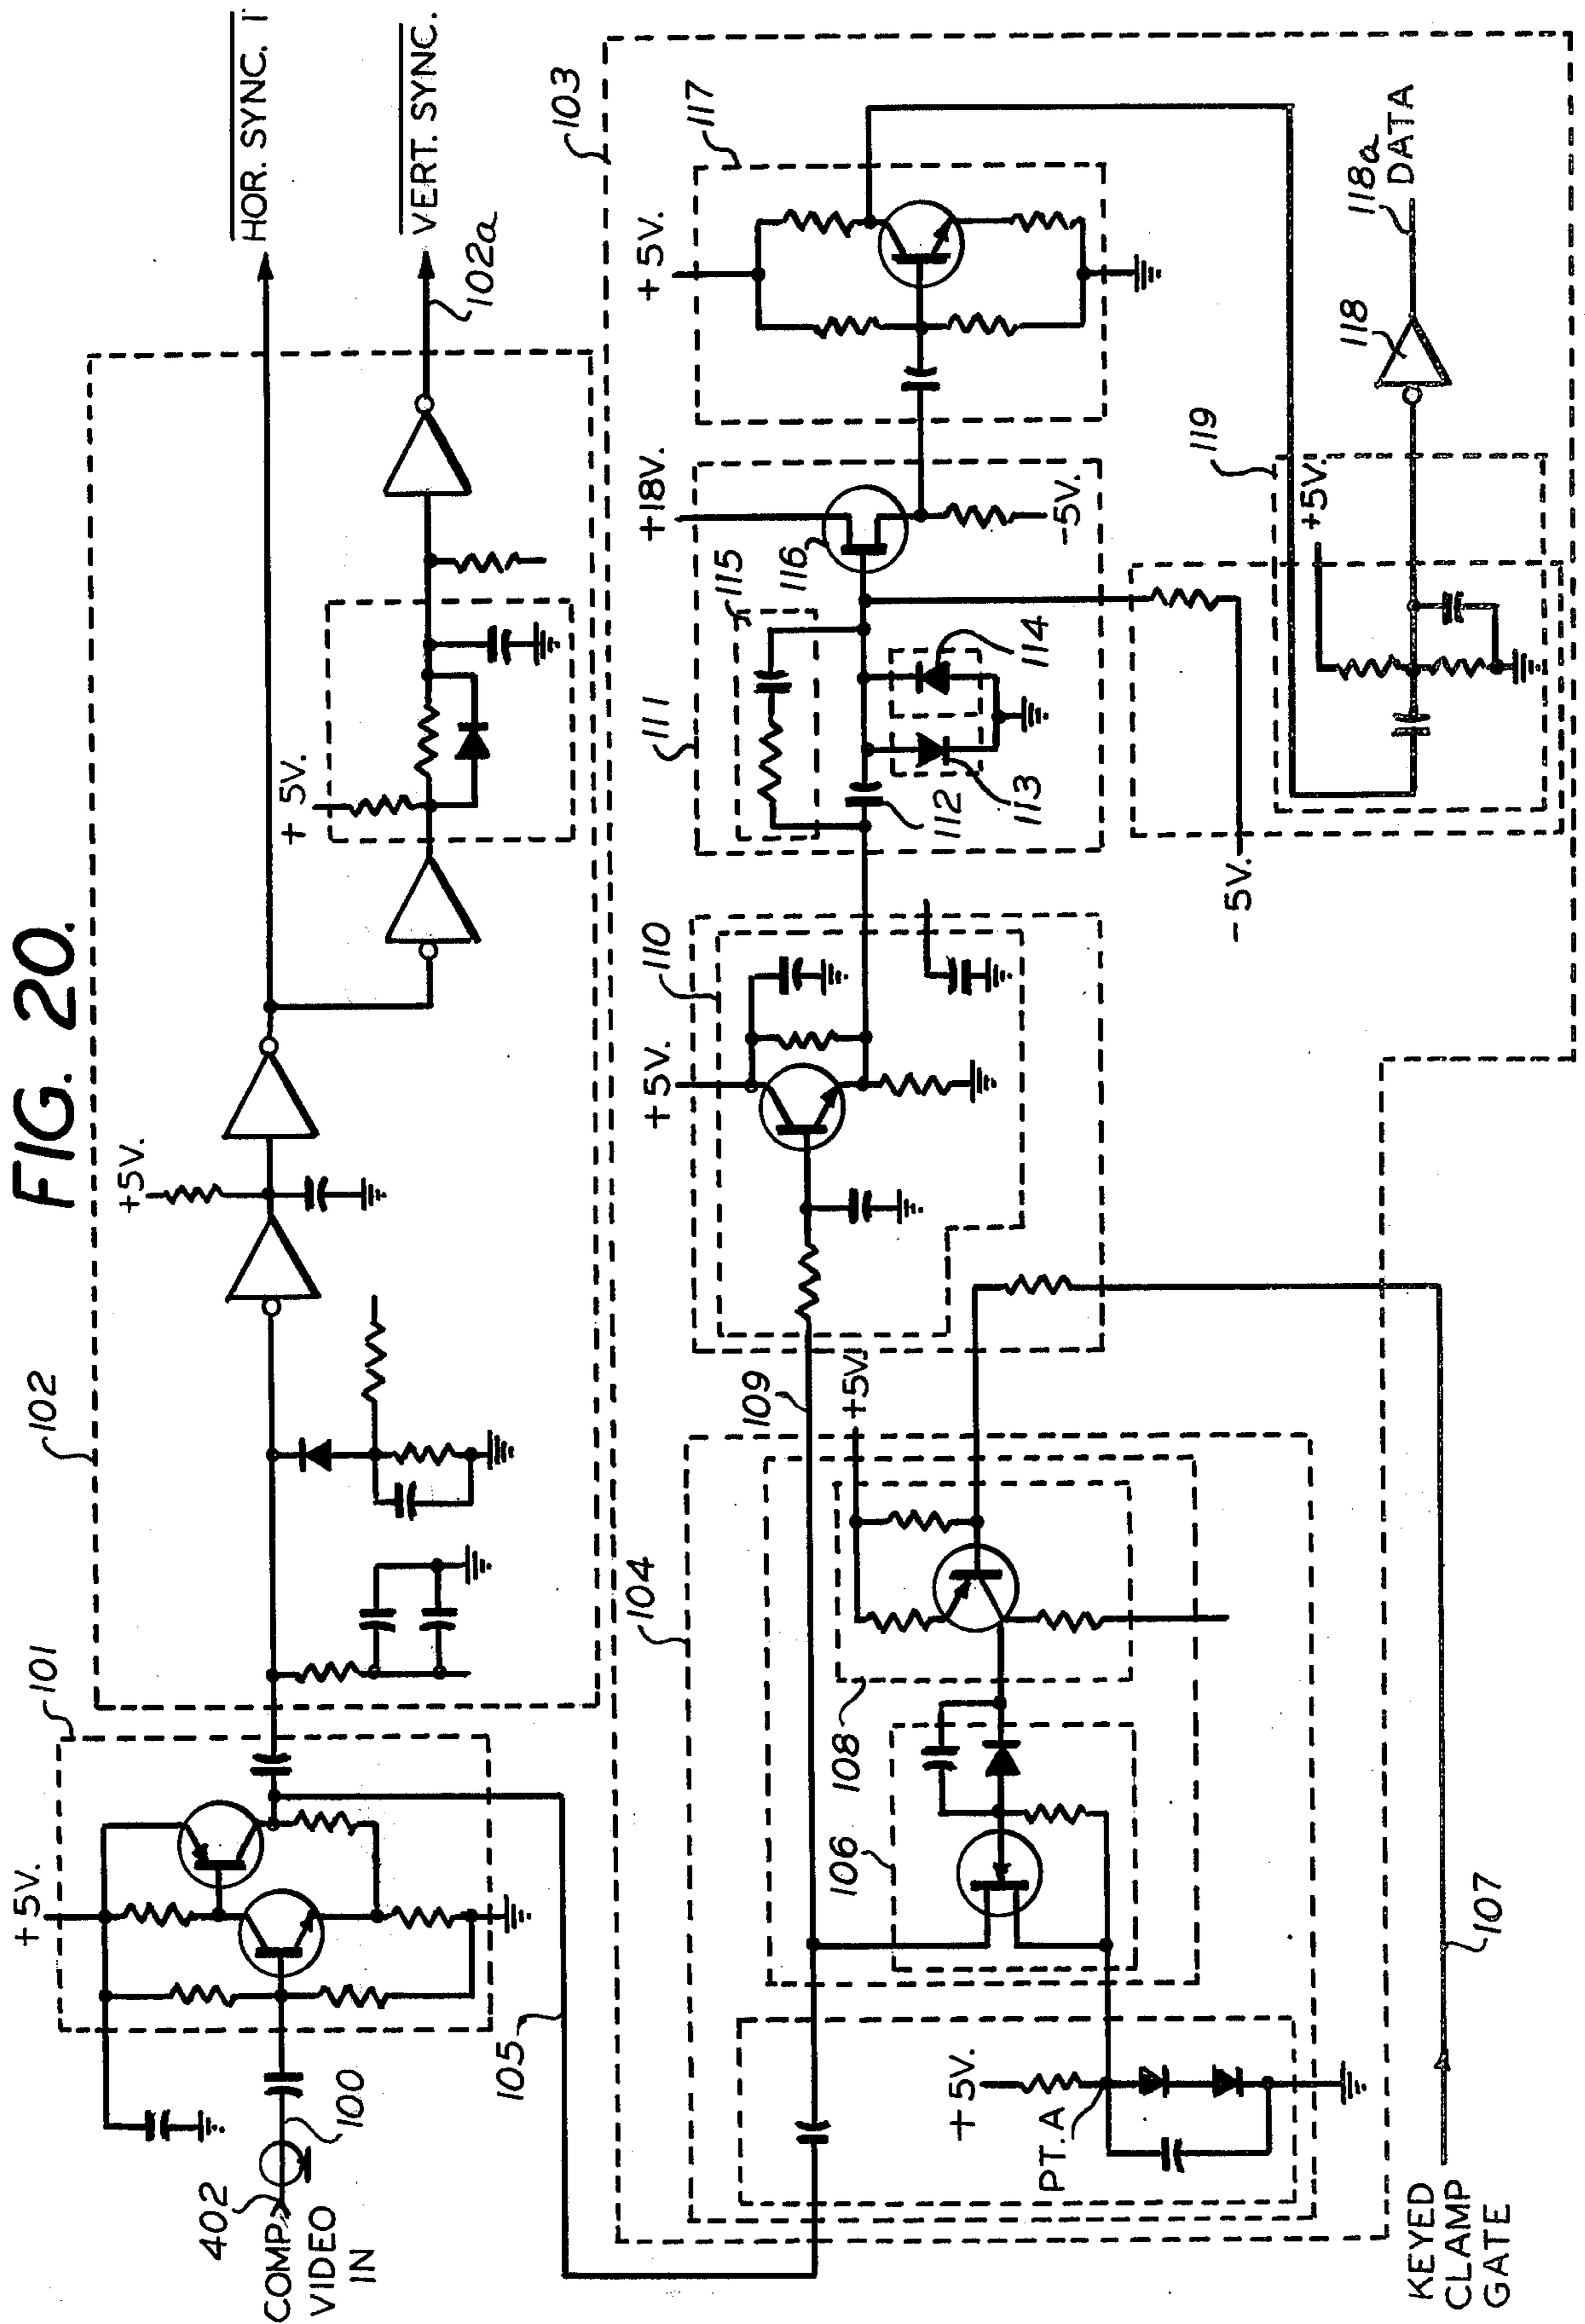 FIG. 20.
HOR. SYNC. 1
VERT. SYNC.
102a
102
+5V.
+5V.
101
+5V.
402
100
COMP.
VIDEO
IN
105
103
117
+5V.
+18V.
111
115
116
-5V.
112
113
114
110
+5V.
109
104
+5V.
108
106
+5V.
PT. A
119
+5V.
118
118a
DATA
-5V.
107
KEYED
CLAMP
GATE